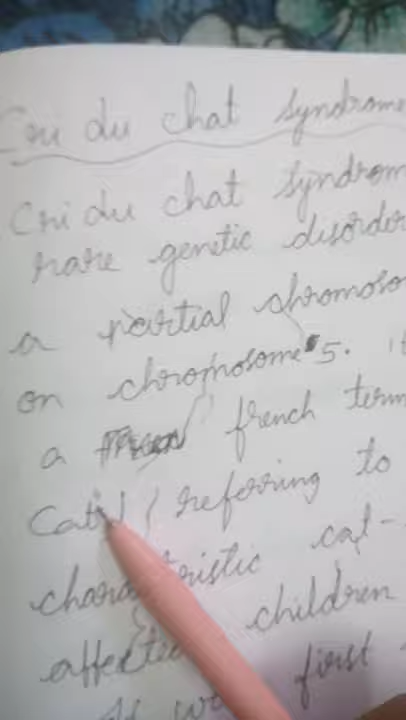 Cri du chat syndrome
Cri du chat syndrom
rare genetic disorder
a partial chromoso
on chromosome 5.
a french term
referring to
characteristic cat-
affected children
first